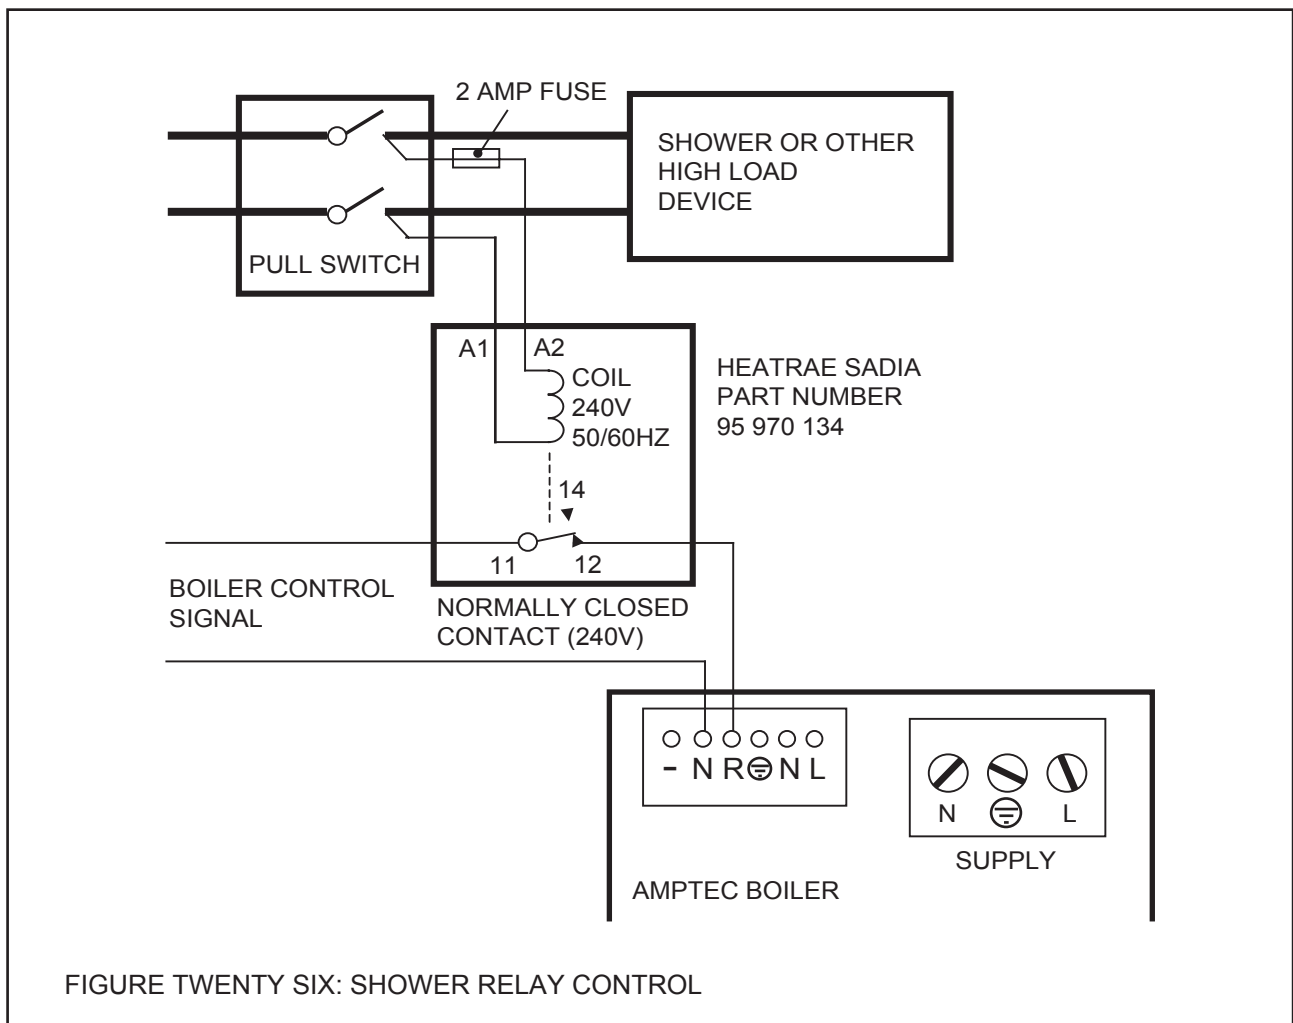 2 AMP FUSE
SHOWER OR OTHER
HIGH LOAD
DEVICE
PULL SWITCH
A1
A2
COIL
240V
50/60HZ
HEATRAE SADIA
PART NUMBER
95 970 134
14
11
12
BOILER CONTROL
SIGNAL
NORMALLY CLOSED
CONTACT (240V)
- N R N L
N
L
SUPPLY
AMPTEC BOILER
FIGURE TWENTY SIX: SHOWER RELAY CONTROL